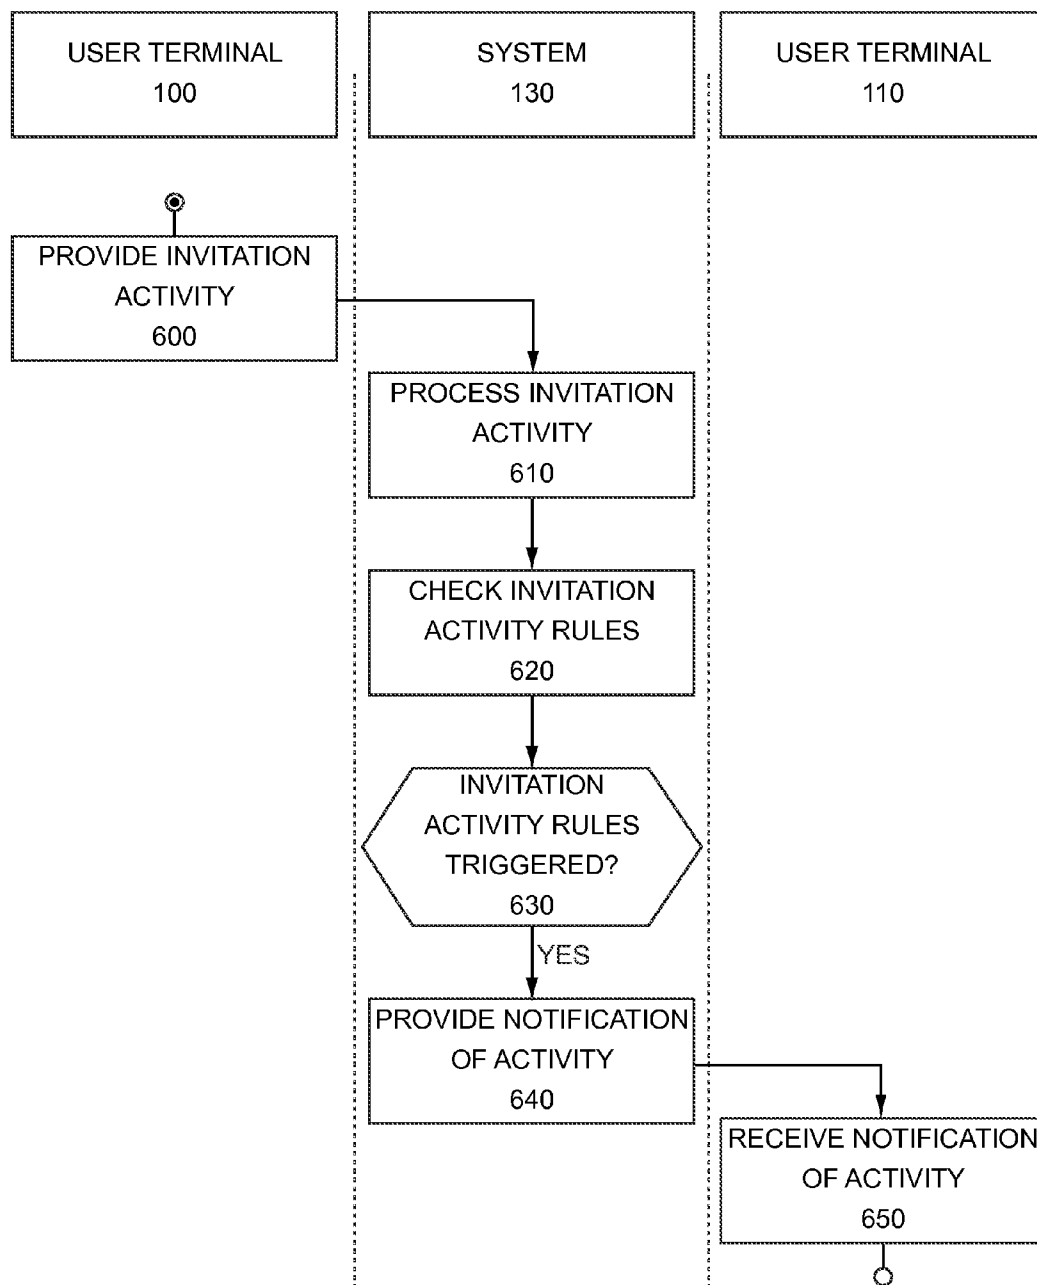 USER TERMINAL
100
SYSTEM
130
USER TERMINAL
110
PROVIDE INVITATION
ACTIVITY
600
PROCESS INVITATION
ACTIVITY
610
CHECK INVITATION
ACTIVITY RULES
620
INVITATION
ACTIVITY RULES
TRIGGERED?
630
YES
PROVIDE NOTIFICATION
OF ACTIVITY
640
RECEIVE NOTIFICATION
OF ACTIVITY
650